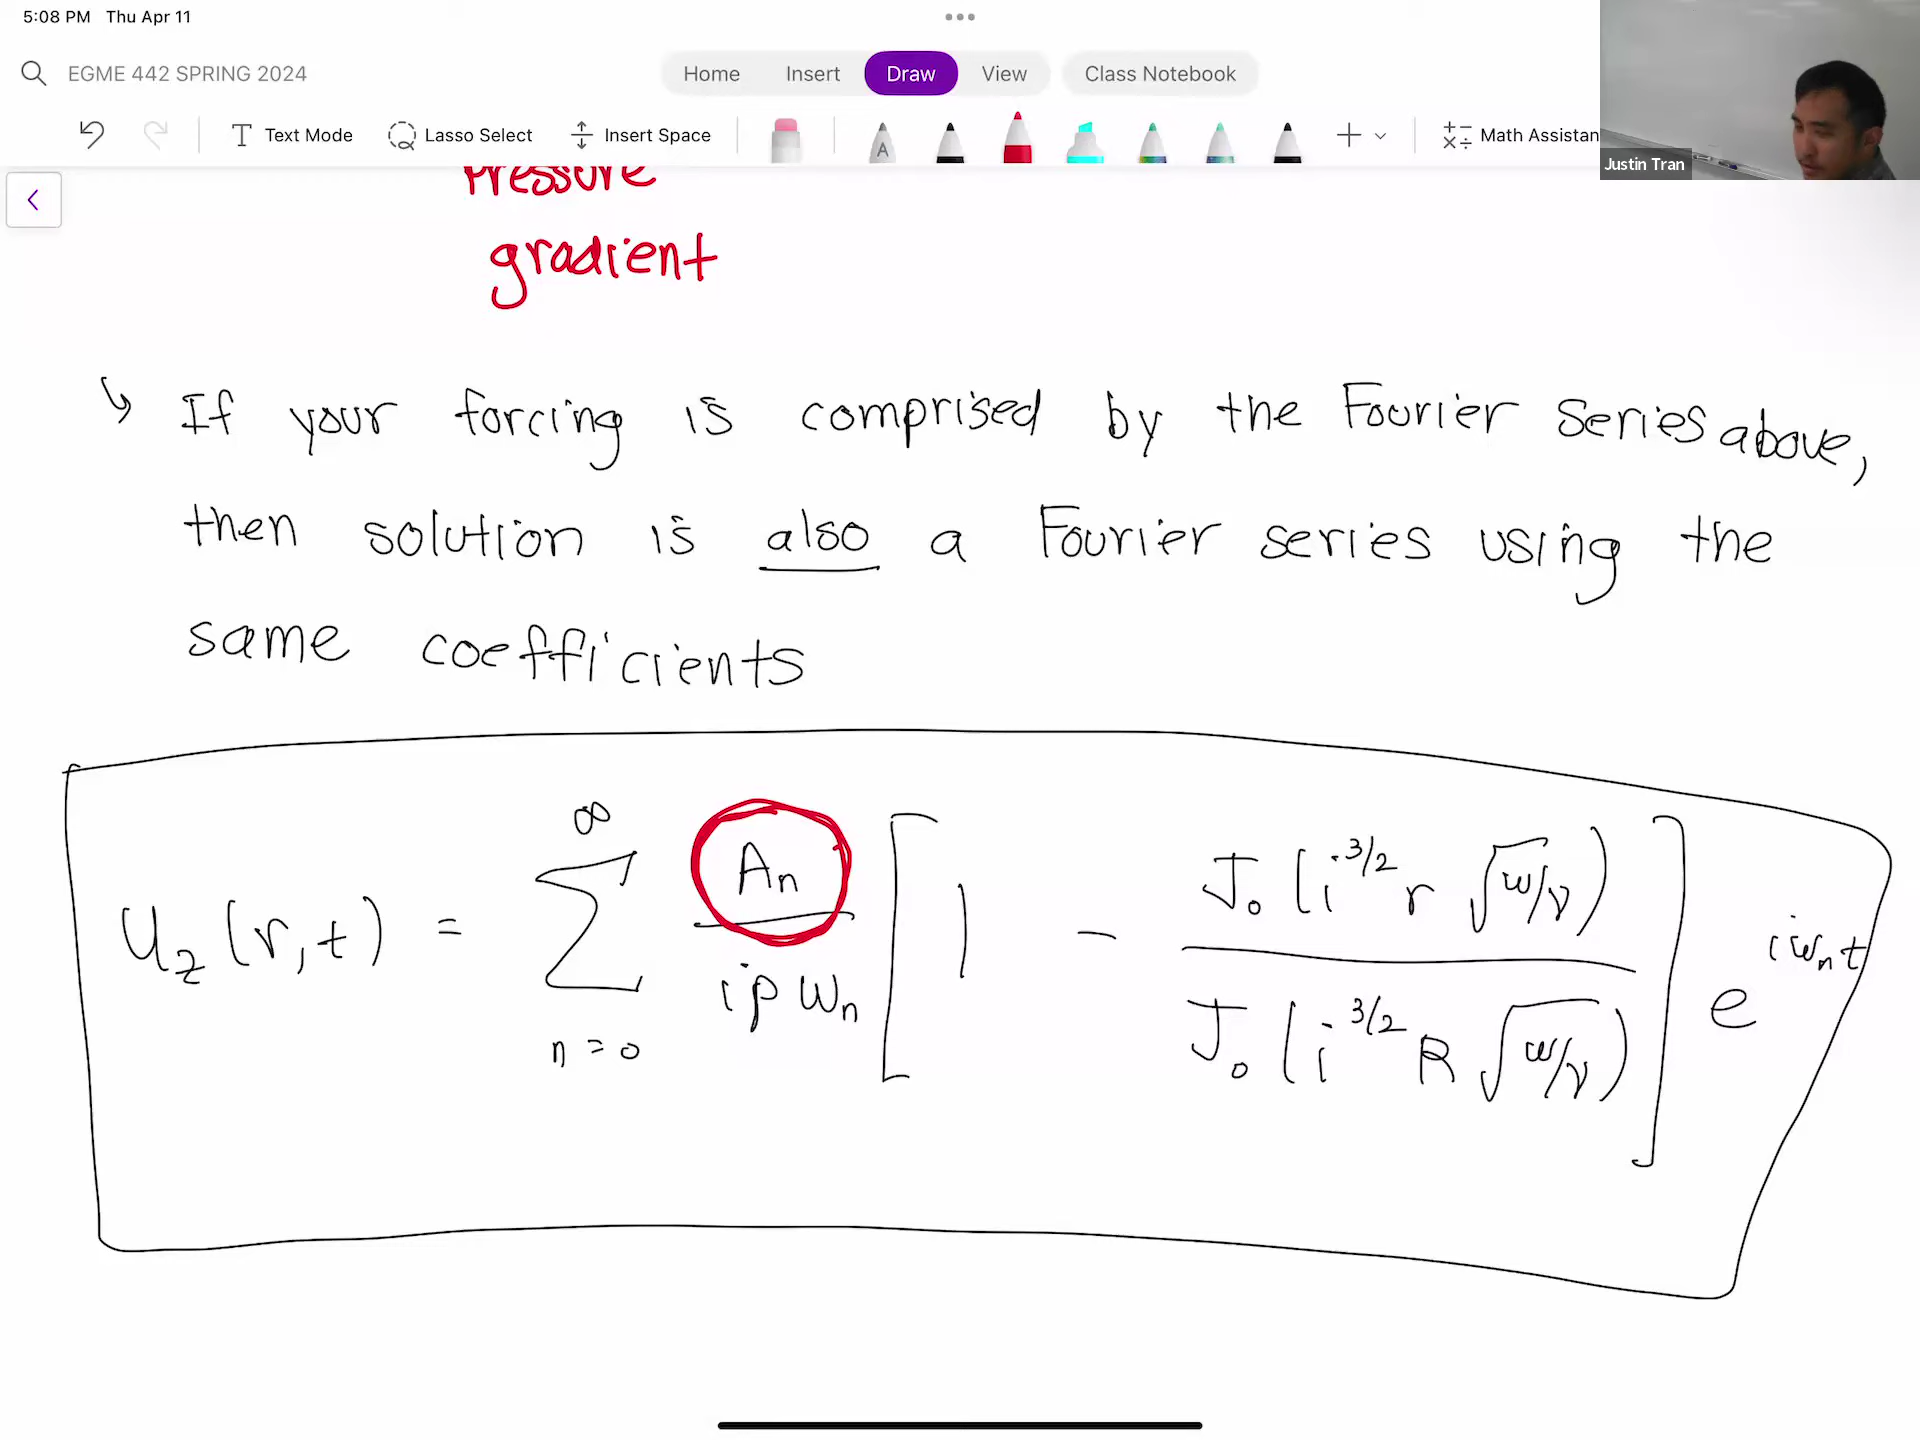 5:08 PM Thu Apr 11
EGME 442 SPRING 2024
Home Insert Draw View Class Notebook
Text Mode Lasso Select Insert Space A Math Assistan
Justin Tran
Pressure
gradient
↳ If your forcing is comprised by the Fourier series above,
then solution is also a Fourier series using the
same coefficients
U_z (r,t) = ∑_{n=0}^{∞} A_n / (iρω_n) [ 1 − J_0 (i^{3/2} r √(ω/ν)) / J_0 (i^{3/2} R √(ω/ν)) ] e^{iω_n t}